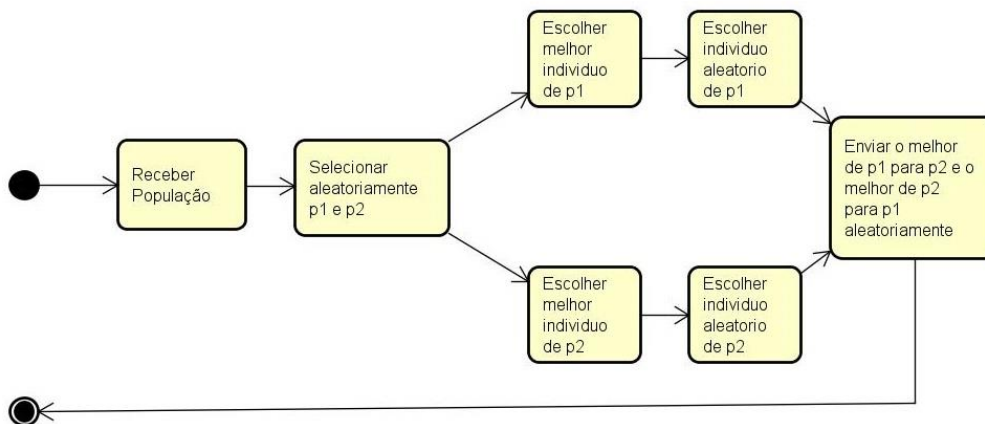 Receber
População
Selecionar
aleatoriamente
p1 e p2
Escolher
melhor
individuo
de p1
Escolher
individuo
aleatorio
de p1
Escolher
melhor
individuo
de p2
Escolher
individuo
aleatorio
de p2
Enviar o melhor
de p1 para p2 e o
melhor de p2
para p1
aleatoriamente